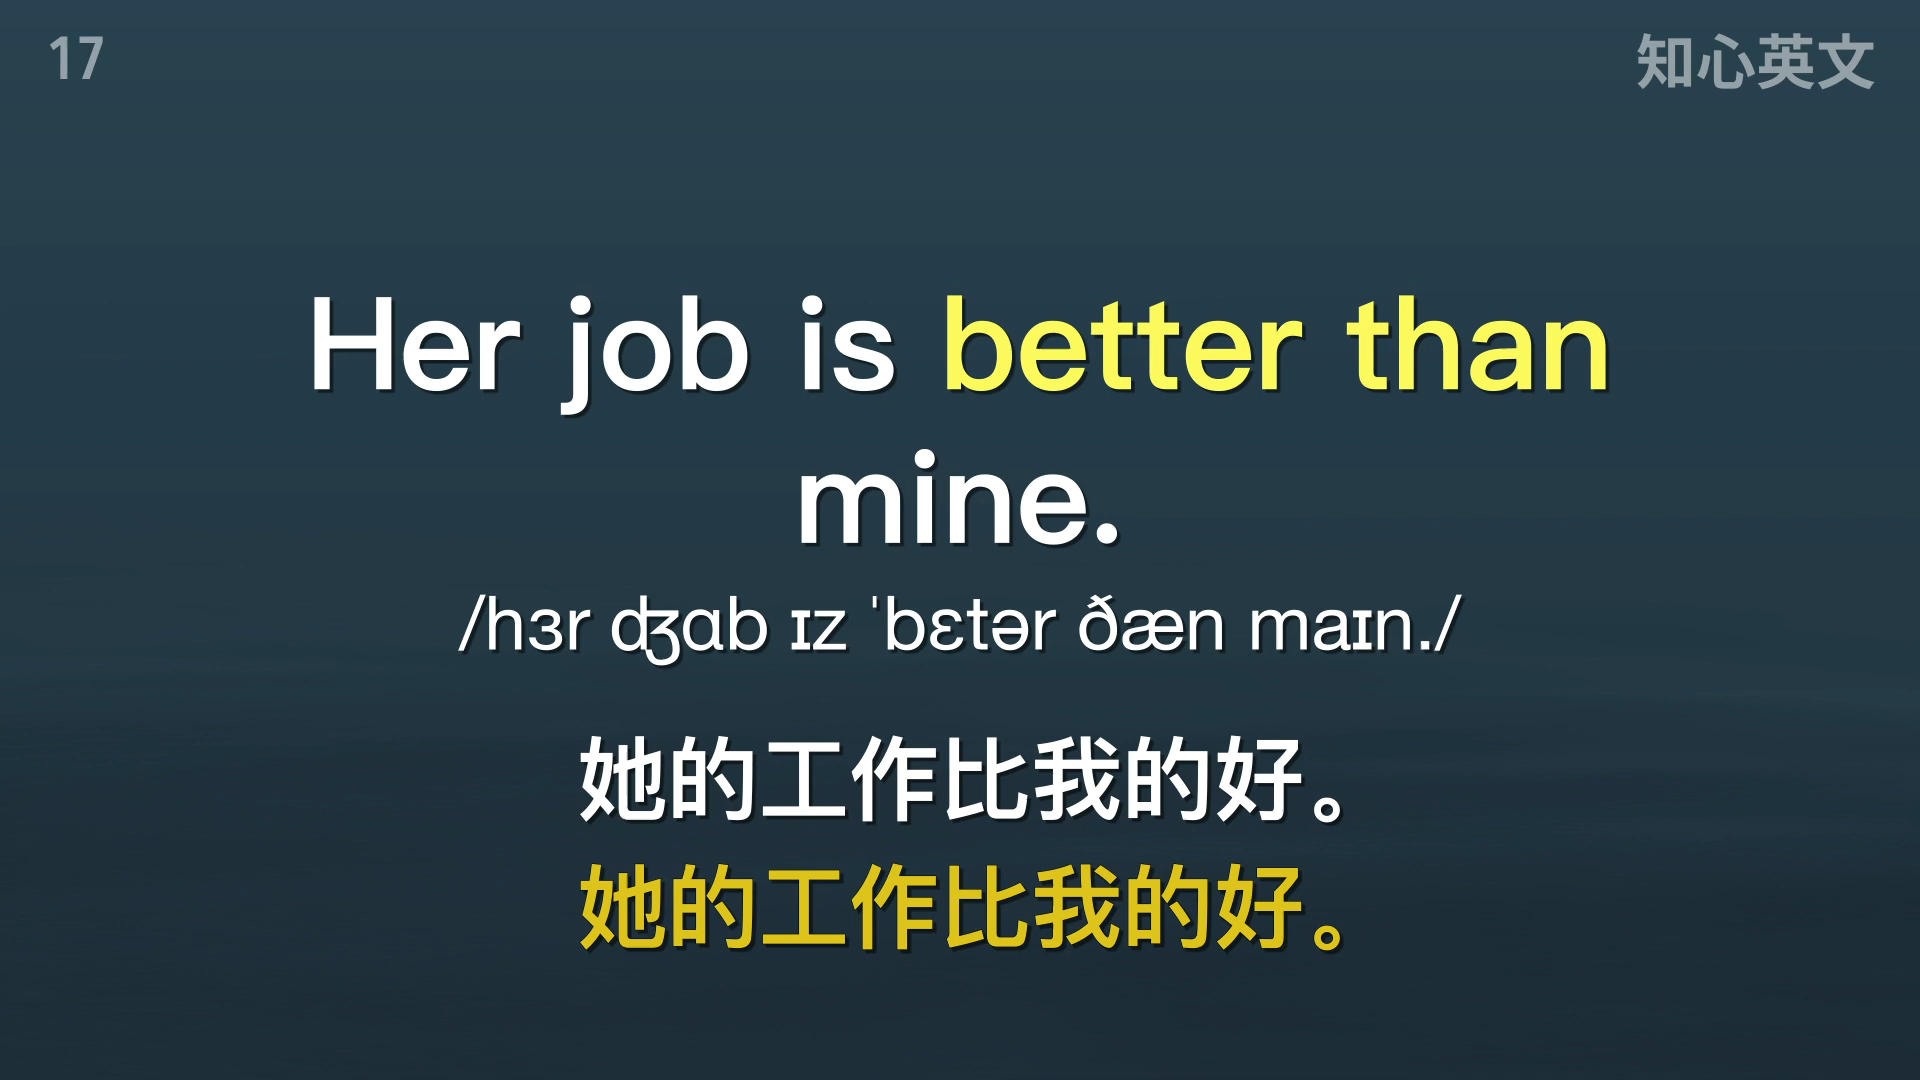 17
知心英文
Her job is better than
mine.
/hɜr ʤɑb ɪz ˈbɛtər ðæn maɪn./
她的工作比我的好。
她的工作比我的好。